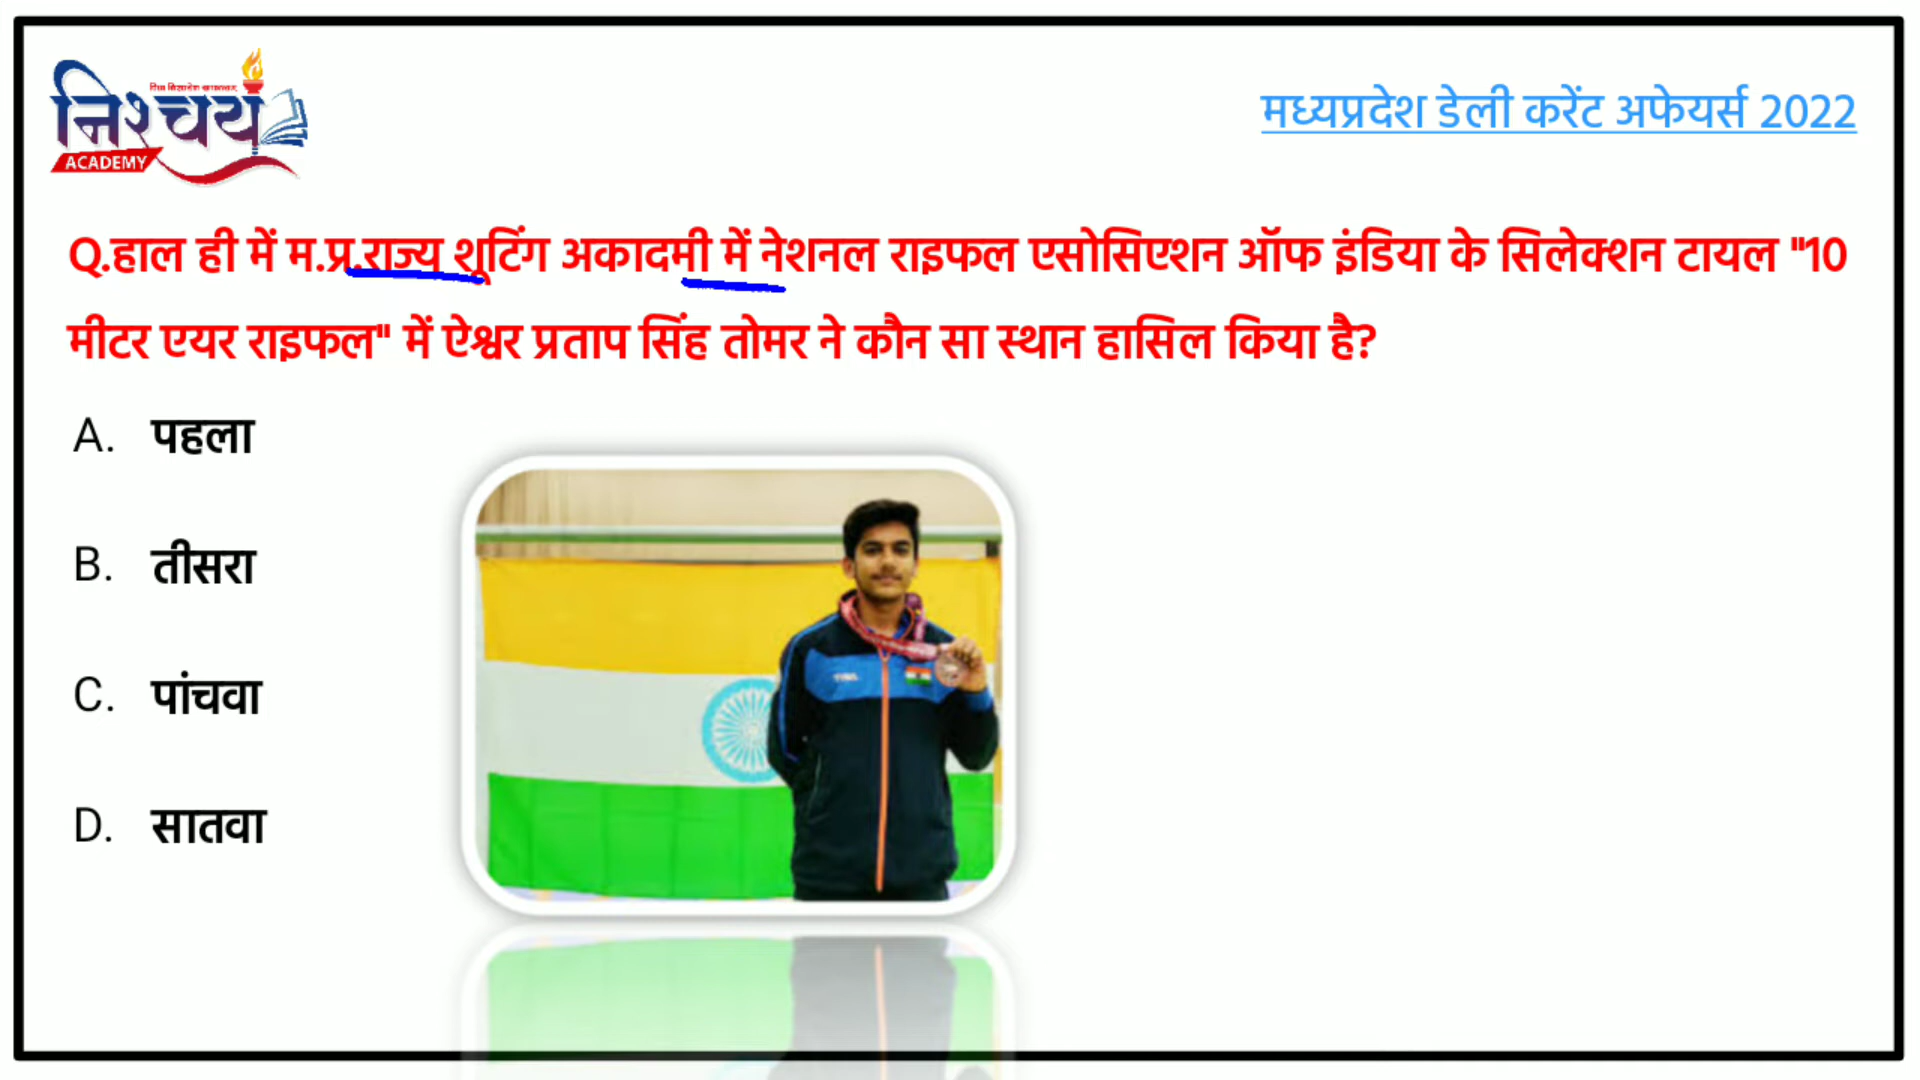 निश्चय
ACADEMY
मध्यप्रदेश डेली करेंट अफेयर्स 2022
Q.हाल ही में म.प्र.राज्य शूटिंग अकादमी में नेशनल राइफल एसोसिएशन ऑफ इंडिया के सिलेक्शन टायल "10
मीटर एयर राइफल" में ऐश्वर प्रताप सिंह तोमर ने कौन सा स्थान हासिल किया है?
A. पहला
B. तीसरा
C. पांचवा
D. सातवा